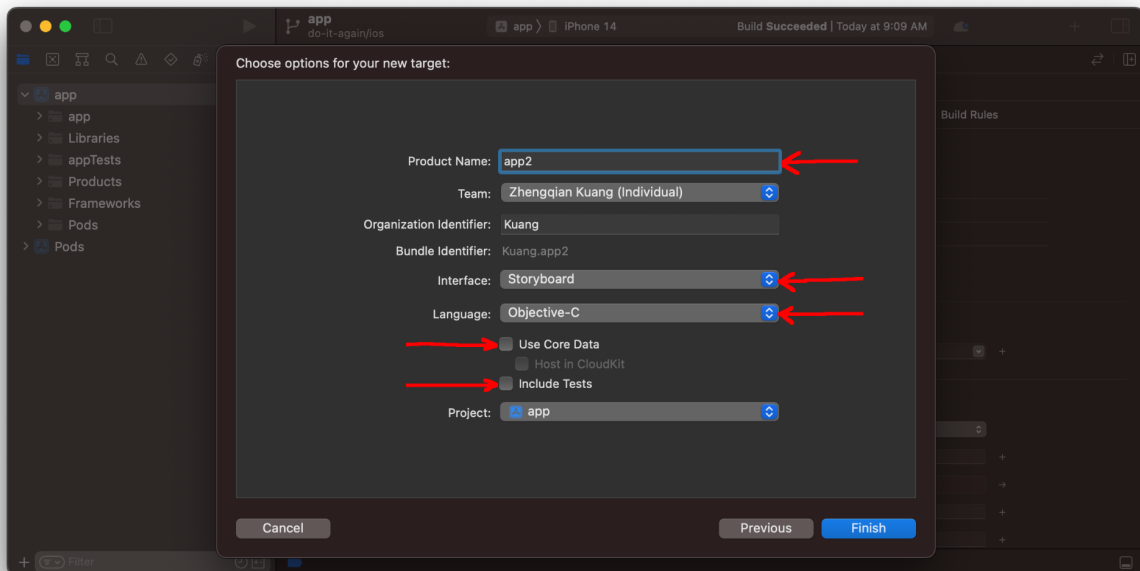 app
do-it-again/ios
app 〉 iPhone 14
Build Succeeded | Today at 9:09 AM
Choose options for your new target:
app
app
Libraries
appTests
Products
Frameworks
Pods
Pods
Build Rules
Product Name: app2
Team: Zhengqian Kuang (Individual)
Organization Identifier: Kuang
Bundle Identifier: Kuang.app2
Interface: Storyboard
Language: Objective-C
Use Core Data
Host in CloudKit
Include Tests
Project: app
Cancel
Previous
Finish
Filter